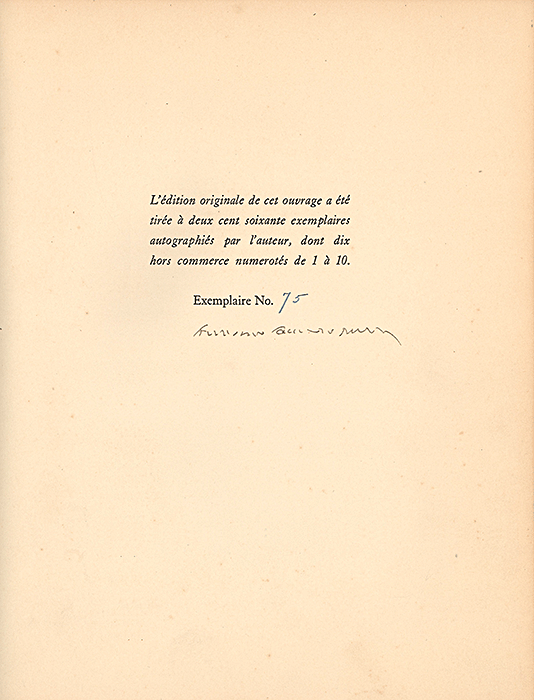 L'édition originale de cet ouvrage a été
tirée à deux cent soixante exemplaires
autographiés par l'auteur, dont dix
hors commerce numerotés de 1 à 10.
Exemplaire No. 75